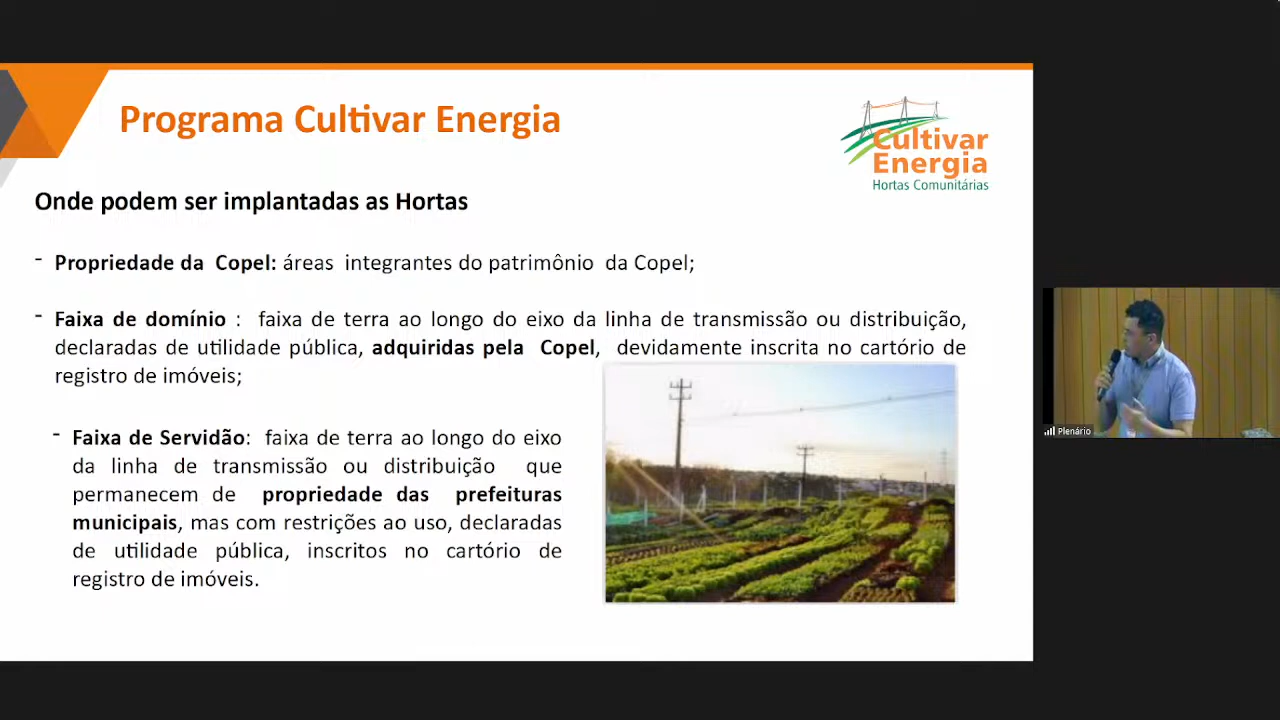 Programa Cultivar Energia
Cultivar
Energia
Hortas Comunitárias
Onde podem ser implantadas as Hortas
- Propriedade da Copel: áreas integrantes do patrimônio da Copel;
- Faixa de domínio : faixa de terra ao longo do eixo da linha de transmissão ou distribuição,
declaradas de utilidade pública, adquiridas pela Copel, devidamente inscrita no cartório de
registro de imóveis;
- Faixa de Servidão: faixa de terra ao longo do eixo
da linha de transmissão ou distribuição que
permanecem de propriedade das prefeituras
municipais, mas com restrições ao uso, declaradas
de utilidade pública, inscritos no cartório de
registro de imóveis.
Plenário